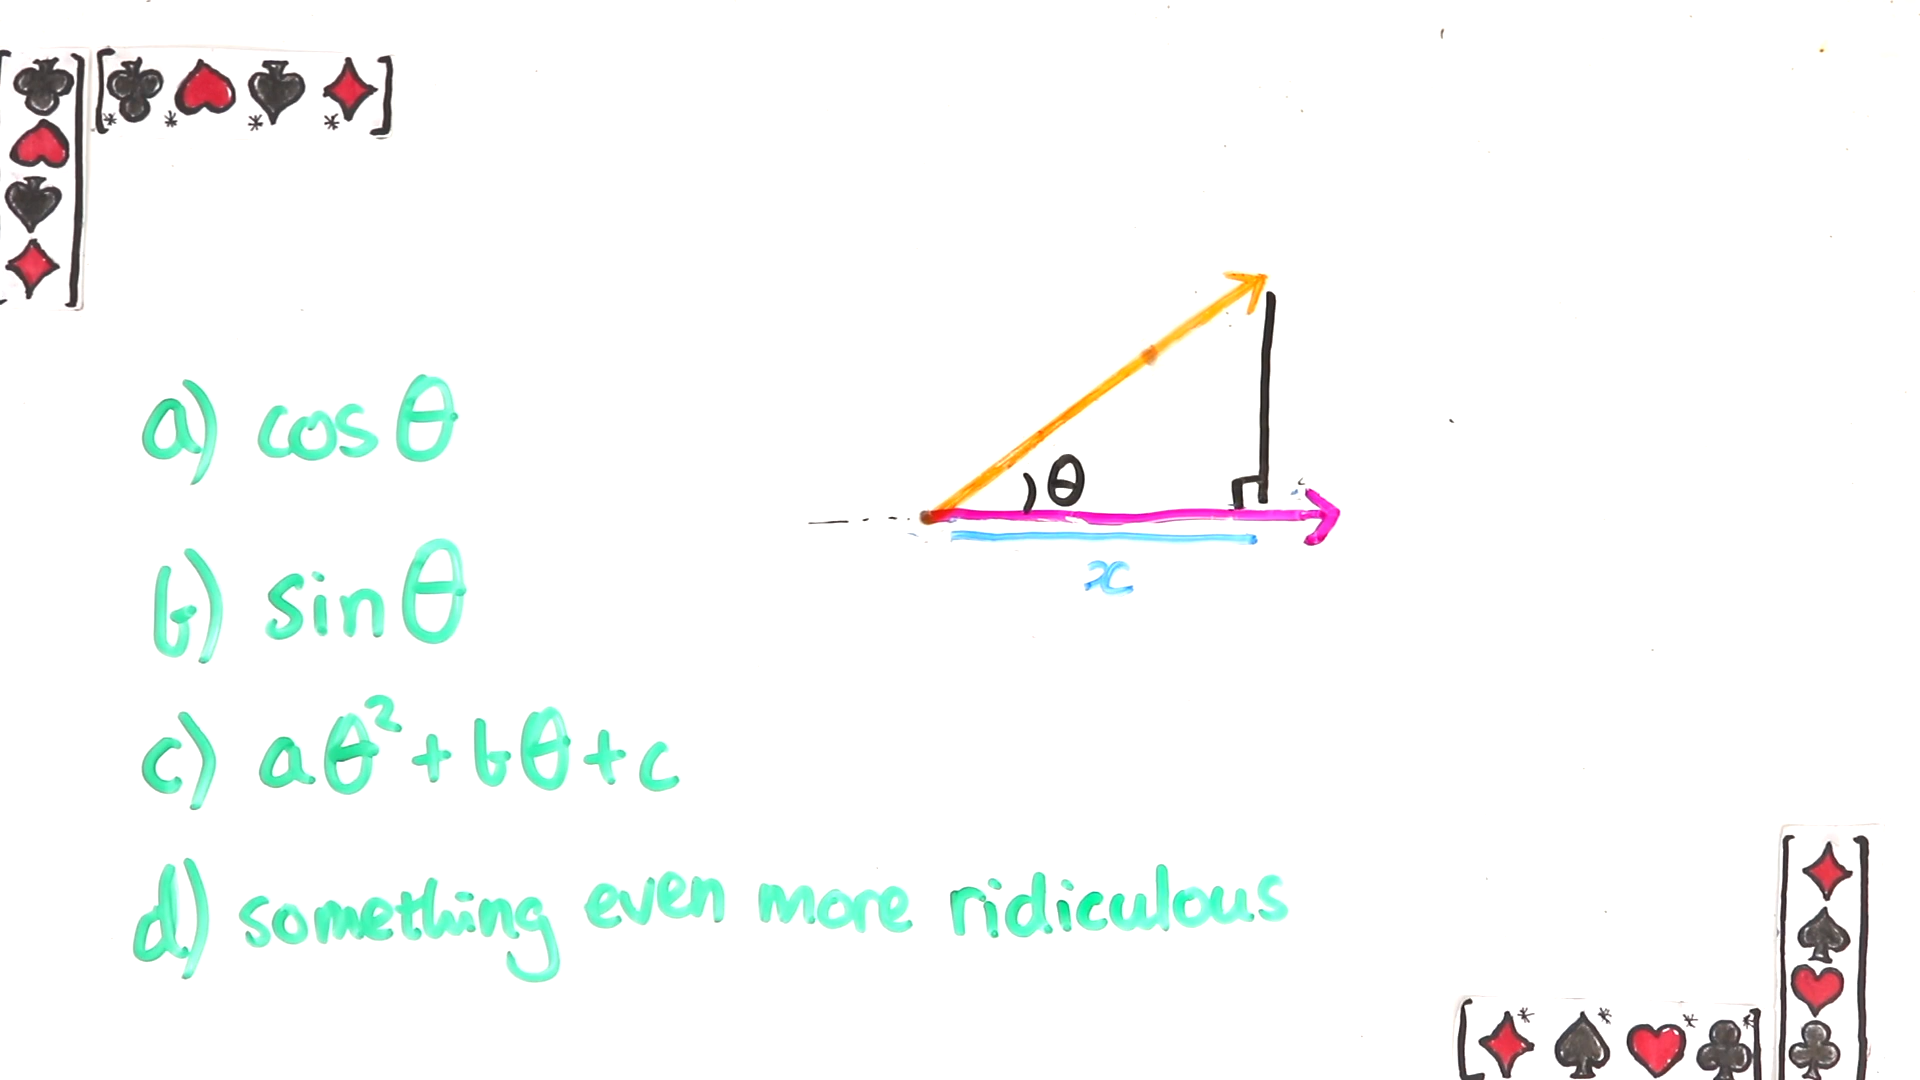 θ
x
a) cos θ
b) sin θ
c) aθ² + bθ + c
d) something even more ridiculous